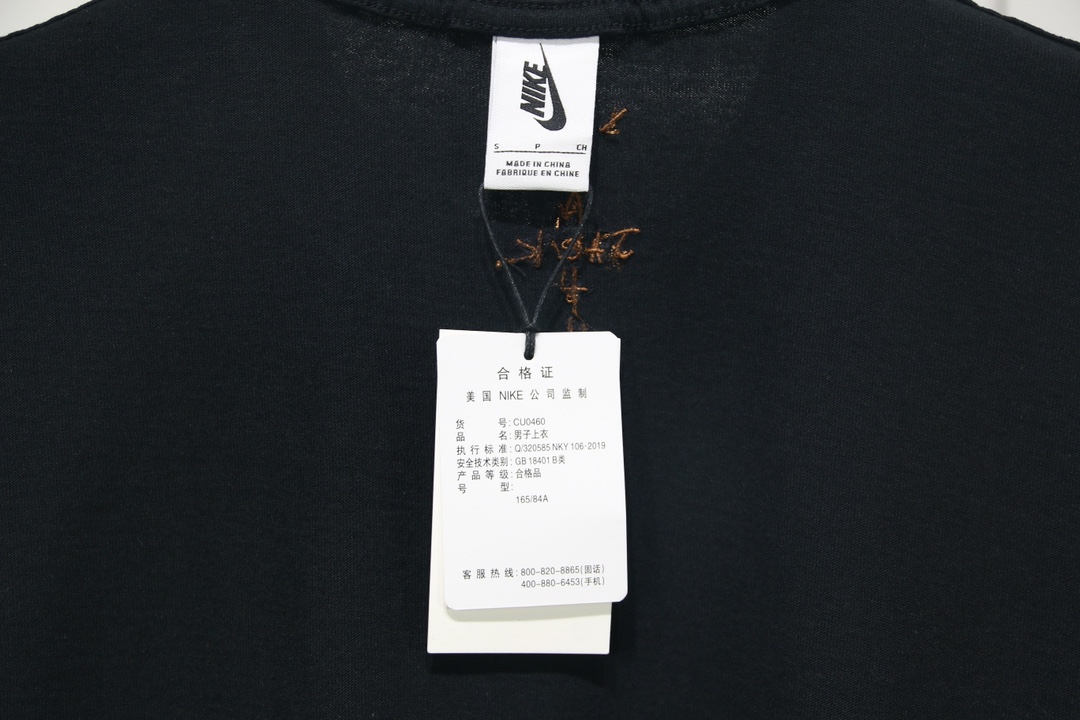 NIKE
S P CH
MADE IN CHINA
FABRIQUE EN CHINE
合格证
美国 NIKE 公司监制
货号: CU0460
品名: 男子上衣
执行标准: Q/320585 NKY 106-2019
安全技术类别: GB 18401 B类
产品等级: 合格品
号型:
165/84A
客服热线: 800-820-8865(固话)
400-880-6453(手机)